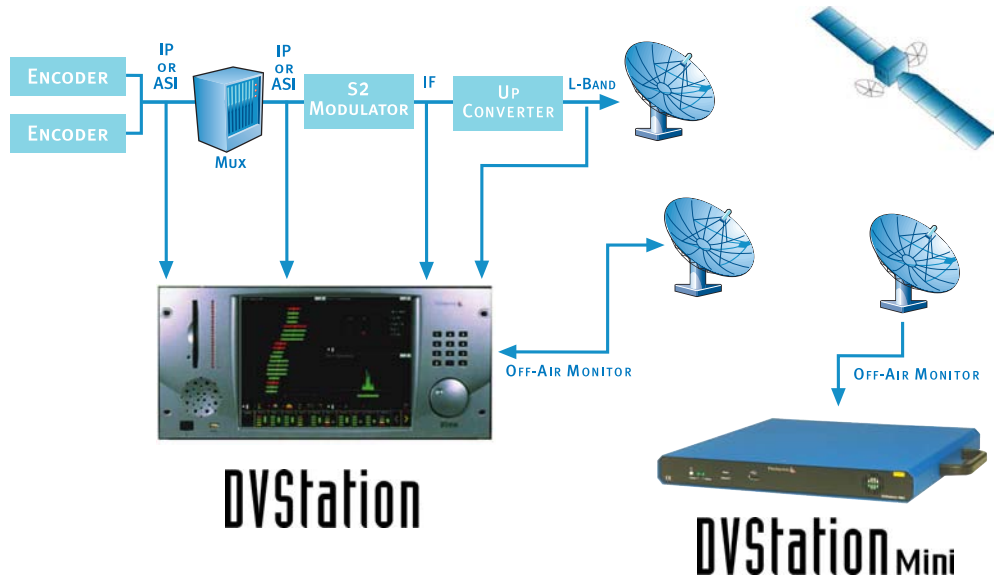 IP
OR
ASI
IP
OR
ASI
ENCODER
ENCODER
MUX
S2
MODULATOR
IF
UP
CONVERTER
L-BAND
OFF-AIR MONITOR
OFF-AIR MONITOR
DVStation
DVStation Mini